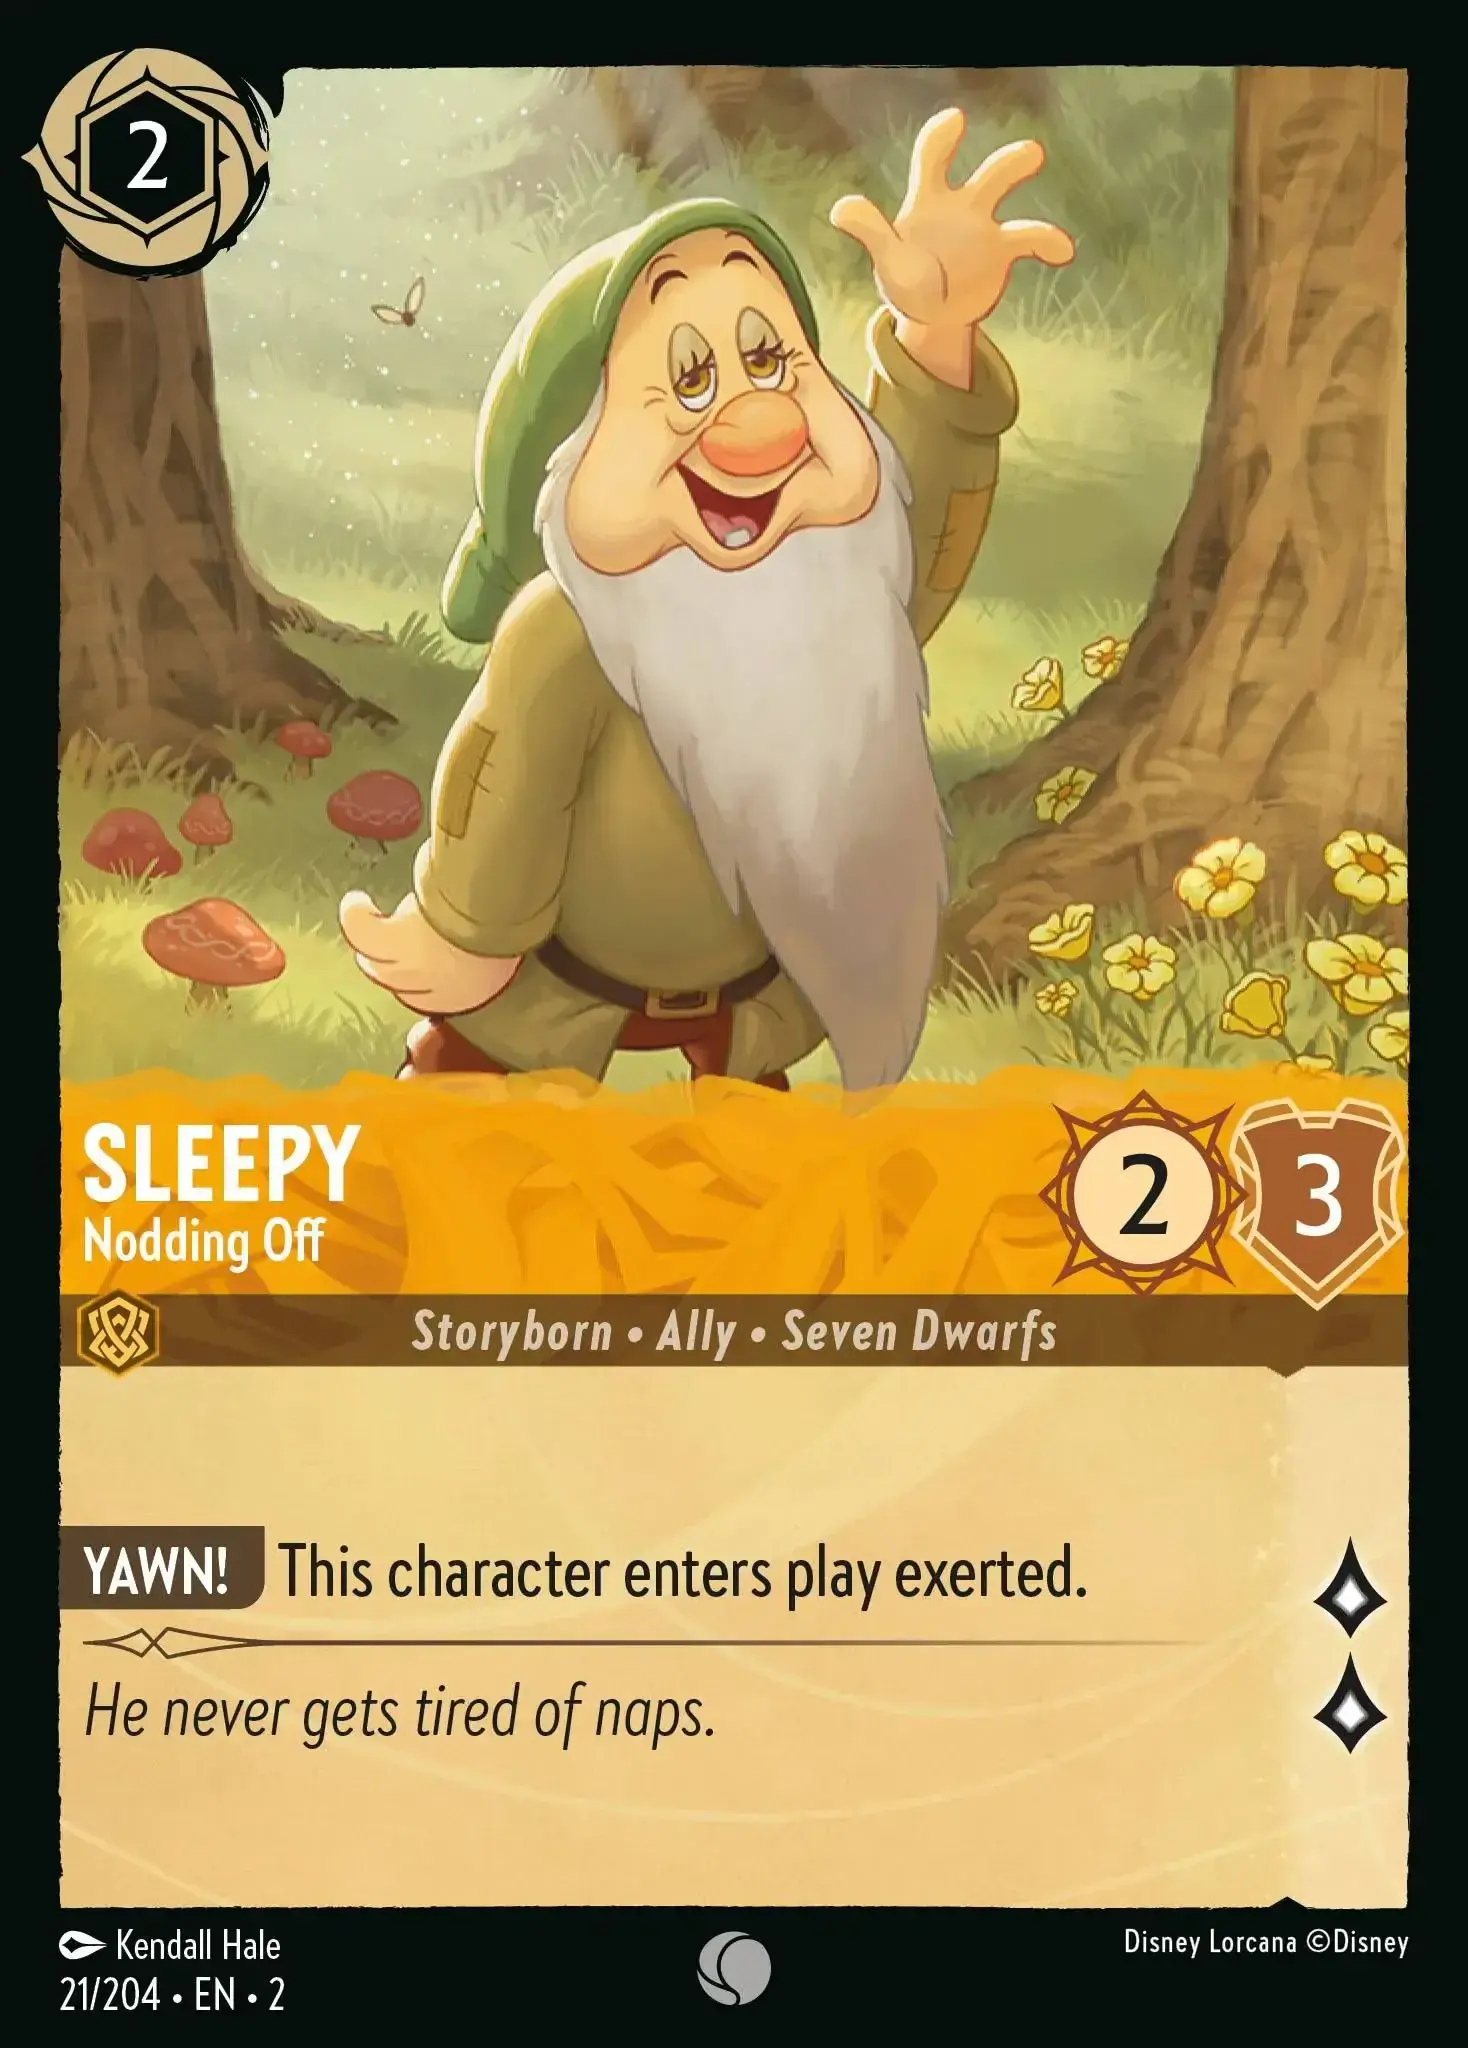 2
SLEEPY
Nodding Off
2
3
Storyborn • Ally • Seven Dwarfs
YAWN! This character enters play exerted.
He never gets tired of naps.
Kendall Hale
Disney Lorcana ©Disney
21/204 • EN • 2